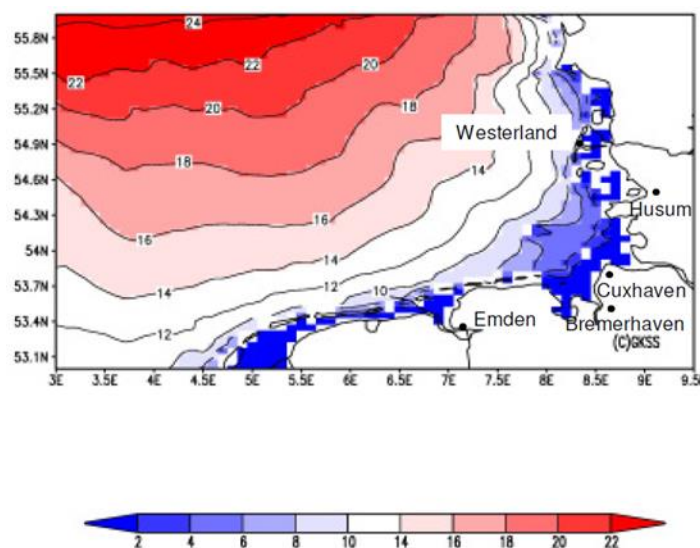 55.8N
24
55.5N
22
22
20
55.2N
20
18
54.9N
Westerland
18
14
54.6N
16
Husum
54.3N
16
54N
14
53.7N
14
12
10
Cuxhaven
53.4N
12
Emden
Bremerhaven
53.1N
(C)GKSS
3E 3.5E 4E 4.5E 5E 5.5E 6E 6.5E 7E 7.5E 8E 8.5E 9E 9.5
2 4 6 8 10 14 16 18 20 22